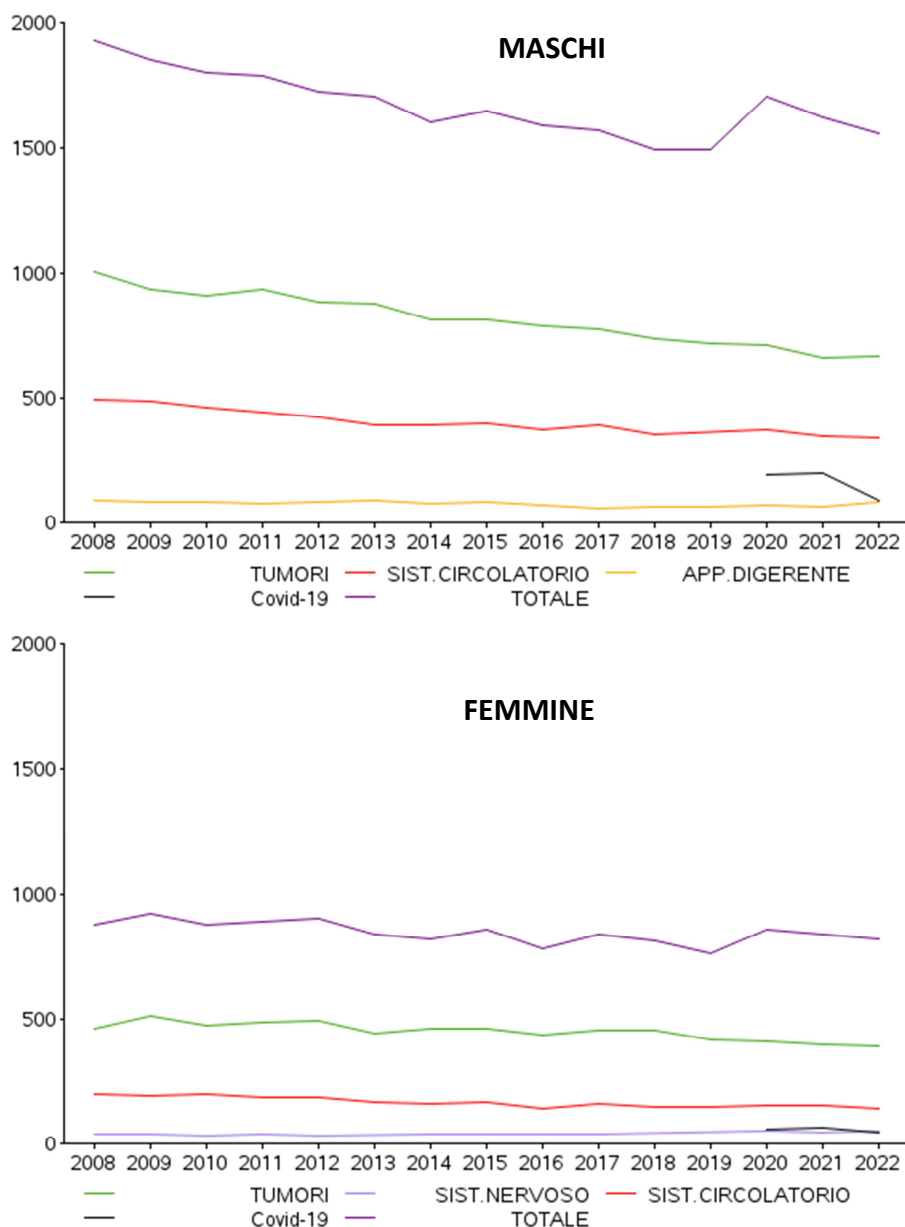 2000
MASCHI
1500
1000
500
0
2008 2009 2010 2011 2012 2013 2014 2015 2016 2017 2018 2019 2020 2021 2022
TUMORI SIST.CIRCOLATORIO APP.DIGERENTE
Covid-19 TOTALE
2000
FEMMINE
1500
1000
500
0
2008 2009 2010 2011 2012 2013 2014 2015 2016 2017 2018 2019 2020 2021 2022
TUMORI SIST.NERVOSO SIST.CIRCOLATORIO
Covid-19 TOTALE